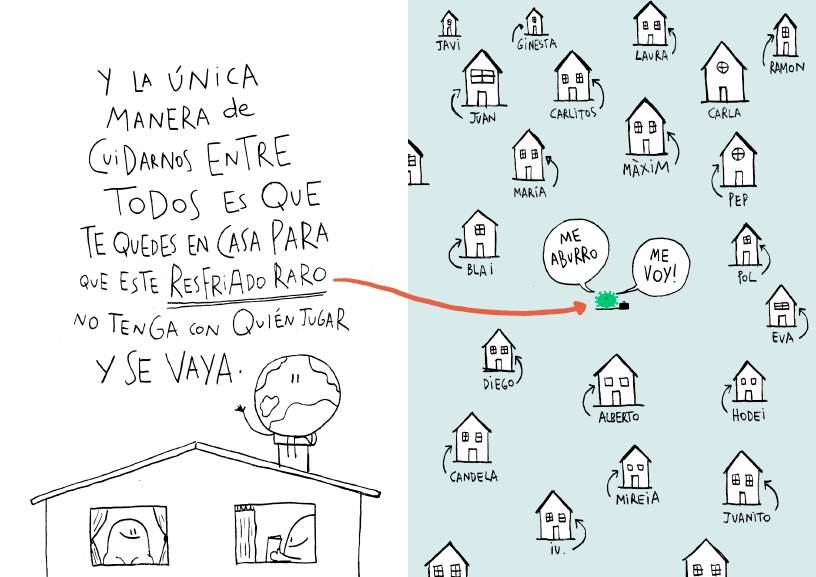 Y LA ÚNICA
MANERA de
CUIDARNOS ENTRE
TODOS ES QUE
TE QUEDES EN CASA PARA
QUE ESTE RESFRIADO RARO
NO TENGA CON QUIÉN JUGAR
Y SE VAYA.
JAVI
GINESTA
LAURA
RAMON
JUAN
CARLITOS
CARLA
MARÍA
MÀXIM
PEP
BLAI
ME
ABURRO
ME
VOY!
POL
EVA
DIEGO
ALBERTO
HODEI
CANDELA
MIREIA
JUANITO
IU.